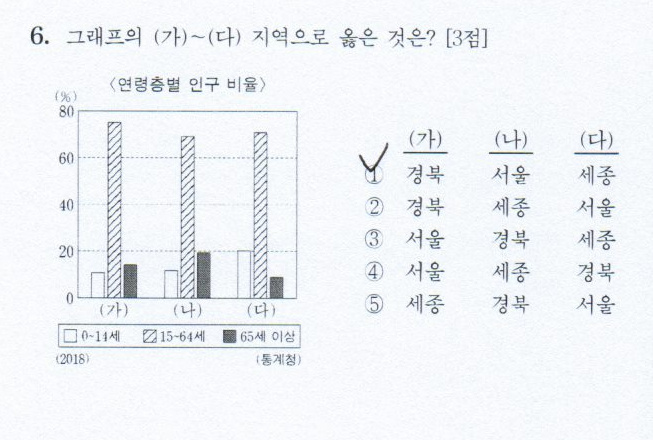 6. 그래프의 (가)~(다) 지역으로 옳은 것은? [3점]
〈연령층별 인구 비율〉
(%)
80
60
40
20
0
(가) (나) (다)
0~14세 15~64세 65세 이상
(2018) (통계청)
(가) (나) (다)
① 경북 서울 세종
② 경북 세종 서울
③ 서울 경북 세종
④ 서울 세종 경북
⑤ 세종 경북 서울